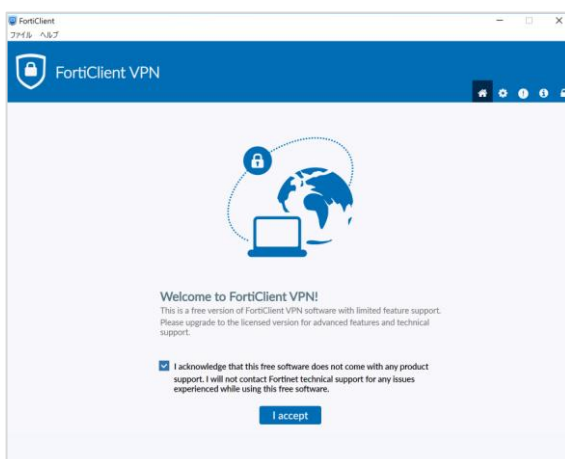 FortiClient
ファイル ヘルプ
FortiClient VPN
Welcome to FortiClient VPN!
This is a free version of FortiClient VPN software with limited feature support.
Please upgrade to the licensed version for advanced features and technical
support.
I acknowledge that this free software does not come with any product
support. I will not contact Fortinet technical support for any issues
experienced while using this free software.
I accept